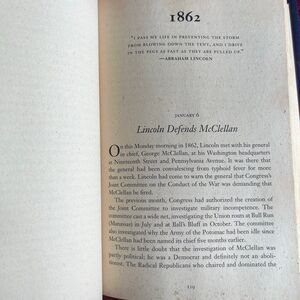 1862
"I PASS MY LIFE IN PREVENTING THE STORM
FROM BLOWING DOWN THE TENT, AND I DRIVE
IN THE PEGS AS FAST AS THEY ARE PULLED UP."
—ABRAHAM LINCOLN
JANUARY 6
Lincoln Defends McClellan
On this Monday morning in 1862, Lincoln met with his general
in chief, George McClellan, at his Washington headquarters
at Nineteenth Street and Pennsylvania Avenue. It was there that
the general had been convalescing from typhoid fever for more
than a week. Lincoln had come to warn the general that Congress's
Joint Committee on the Conduct of the War was demanding that
McClellan be fired.
The previous month, Congress had authorized the creation of
the Joint Committee to investigate military incompetence. The
committee cast a wide net, investigating the Union routs at Bull Run
(Manassas) in July and at Ball's Bluff in October. The committee
also investigated why the Army of the Potomac had been idle since
McClellan had been named its chief five months earlier.
There is little doubt that the investigation of McClellan was
partly political; he was a Democrat and definitely not an aboli-
tionist. The Radical Republicans who chaired and dominated the
119